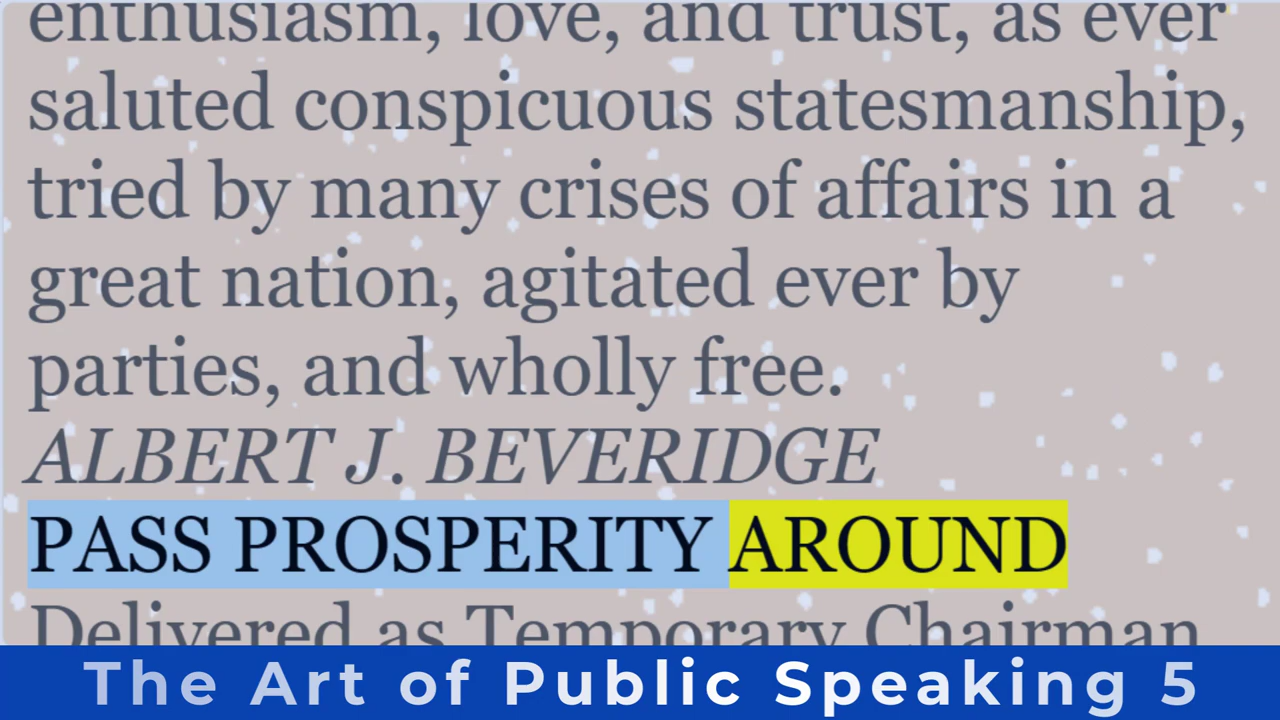 enthusiasm, love, and trust, as ever
saluted conspicuous statesmanship,
tried by many crises of affairs in a
great nation, agitated ever by
parties, and wholly free.
ALBERT J. BEVERIDGE
PASS PROSPERITY AROUND
Delivered as Temporary Chairman
The Art of Public Speaking 5